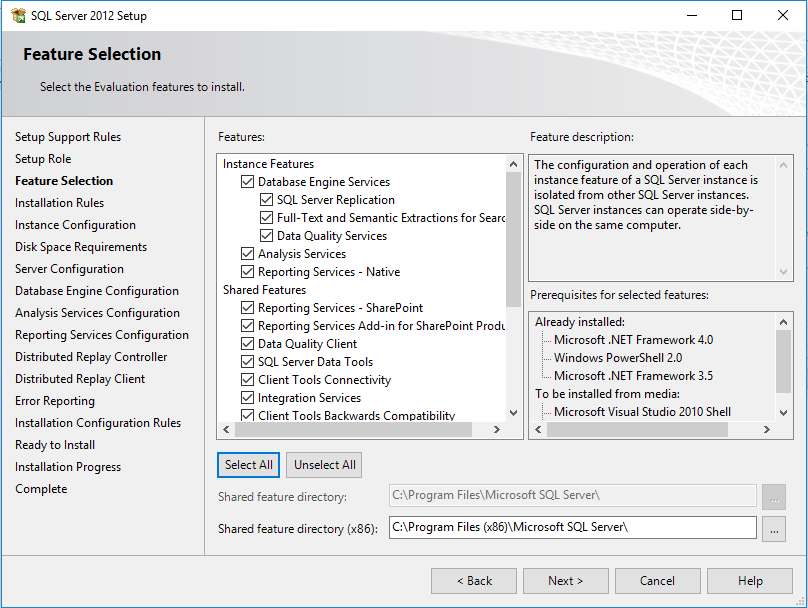 SQL Server 2012 Setup
Feature Selection
Select the Evaluation features to install.
Setup Support Rules
Setup Role
Feature Selection
Installation Rules
Instance Configuration
Disk Space Requirements
Server Configuration
Database Engine Configuration
Analysis Services Configuration
Reporting Services Configuration
Distributed Replay Controller
Distributed Replay Client
Error Reporting
Installation Configuration Rules
Ready to Install
Installation Progress
Complete
Features:
Instance Features
Database Engine Services
SQL Server Replication
Full-Text and Semantic Extractions for Searc
Data Quality Services
Analysis Services
Reporting Services - Native
Shared Features
Reporting Services - SharePoint
Reporting Services Add-in for SharePoint Produ
Data Quality Client
SQL Server Data Tools
Client Tools Connectivity
Integration Services
Client Tools Backwards Compatibility
Feature description:
The configuration and operation of each
instance feature of a SQL Server instance is
isolated from other SQL Server instances.
SQL Server instances can operate side-by-
side on the same computer.
Prerequisites for selected features:
Already installed:
Microsoft .NET Framework 4.0
Windows PowerShell 2.0
Microsoft .NET Framework 3.5
To be installed from media:
Microsoft Visual Studio 2010 Shell
Select All
Unselect All
Shared feature directory:
C:\Program Files\Microsoft SQL Server\
...
Shared feature directory (x86):
C:\Program Files (x86)\Microsoft SQL Server\
...
< Back
Next >
Cancel
Help